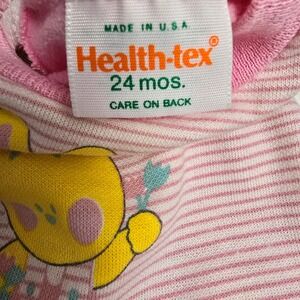 MADE IN U.S.A.
Health-tex®
24 mos.
CARE ON BACK